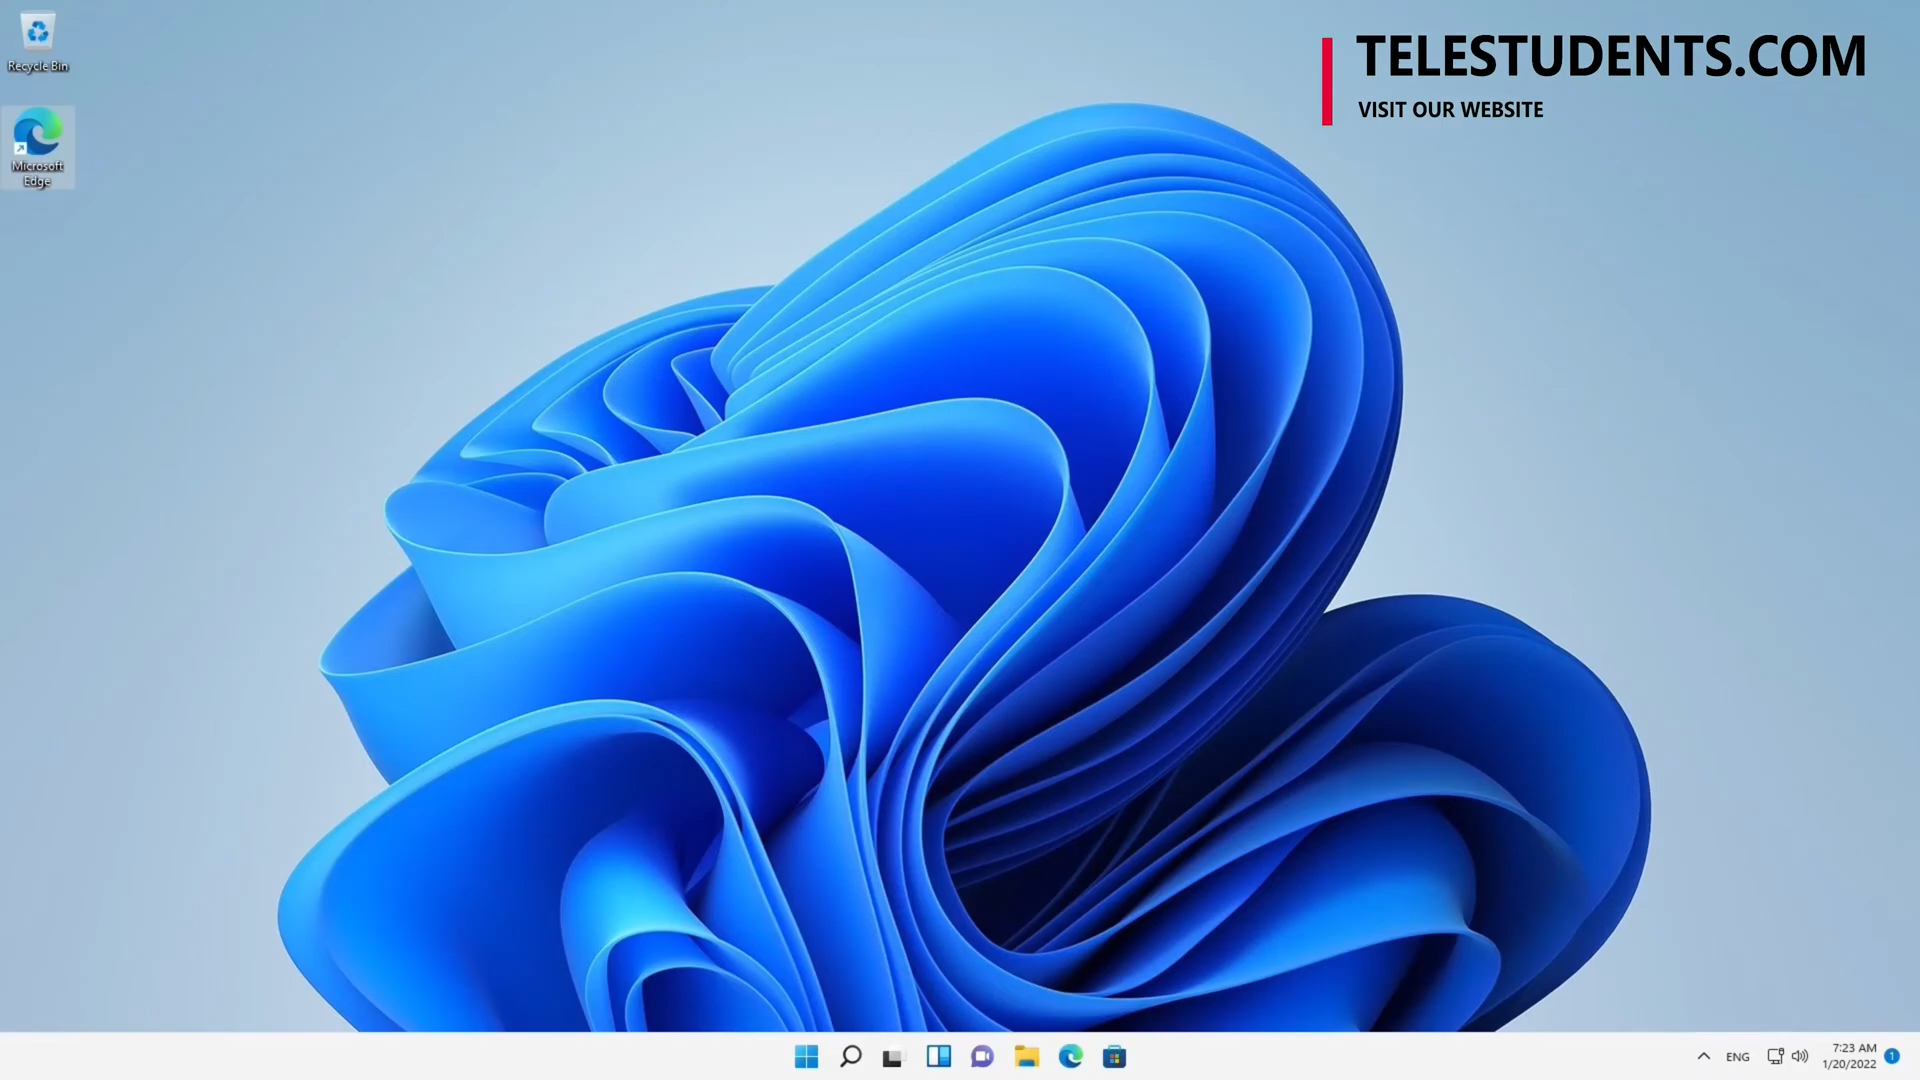 Recycle Bin
Microsoft
Edge
TELESTUDENTS.COM
VISIT OUR WEBSITE
ENG
7:23 AM
1/20/2022
1